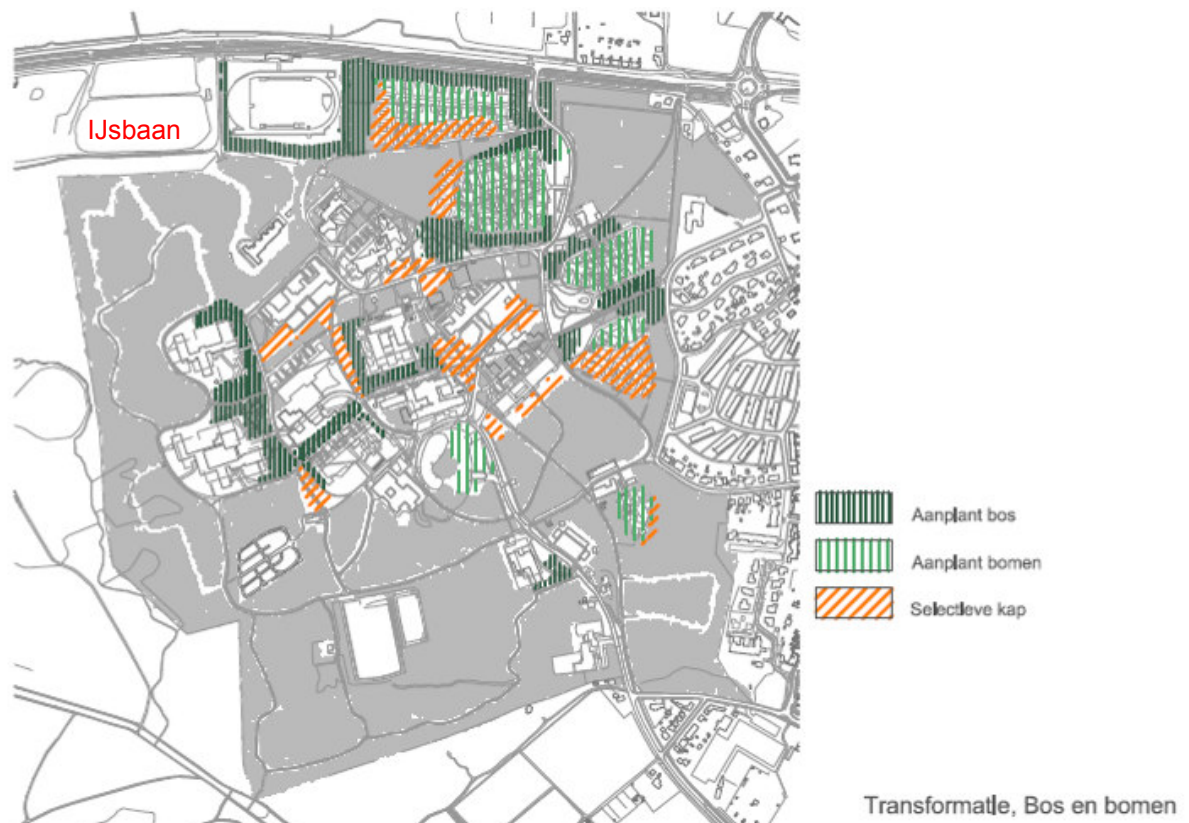 IJsbaan
Aanplant bos
Aanplant bomen
Selectieve kap
Transformatie, Bos en bomen